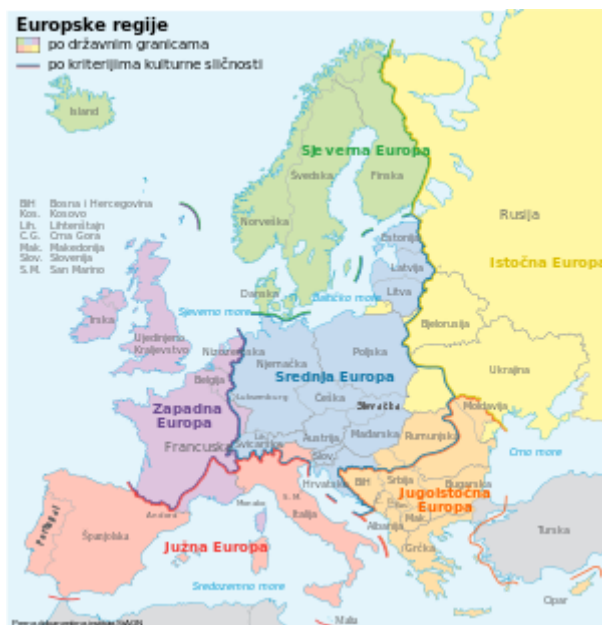 Europske regije
po državnim granicama
po kriterijima kulturne sličnosti
Island
BiH Bosna i Hercegovina
Kos. Kosovo
Lih. Lihtenštajn
C.G. Crna Gora
Mak. Makedonija
Slov. Slovenija
S.M. San Marino
Sjeverna Europa
Švedska
Finska
Norveška
Rusija
Estonija
Istočna Europa
Latvija
Danska
Baltičko more
Litva
Sjeverno more
Irska
Ujedinjeno
Kraljevstvo
Bjelorusija
Nizozemska
Njemačka
Poljska
Belgija
Srednja Europa
Ukrajina
Luksemburg
Češka
Slovačka
Zapadna
Europa
Moldavija
Francuska
Švicarska
Austrija
Mađarska
Rumunjska
Slov.
Crno more
Hrvatska
BiH
Srbija
Bugarska
Jugoistočna
Europa
Monako
S. M.
Italija
Andora
Portugal
Španjolska
Albanija
Mak.
Turska
Južna Europa
Grčka
Sredozemno more
Cipar
Malta